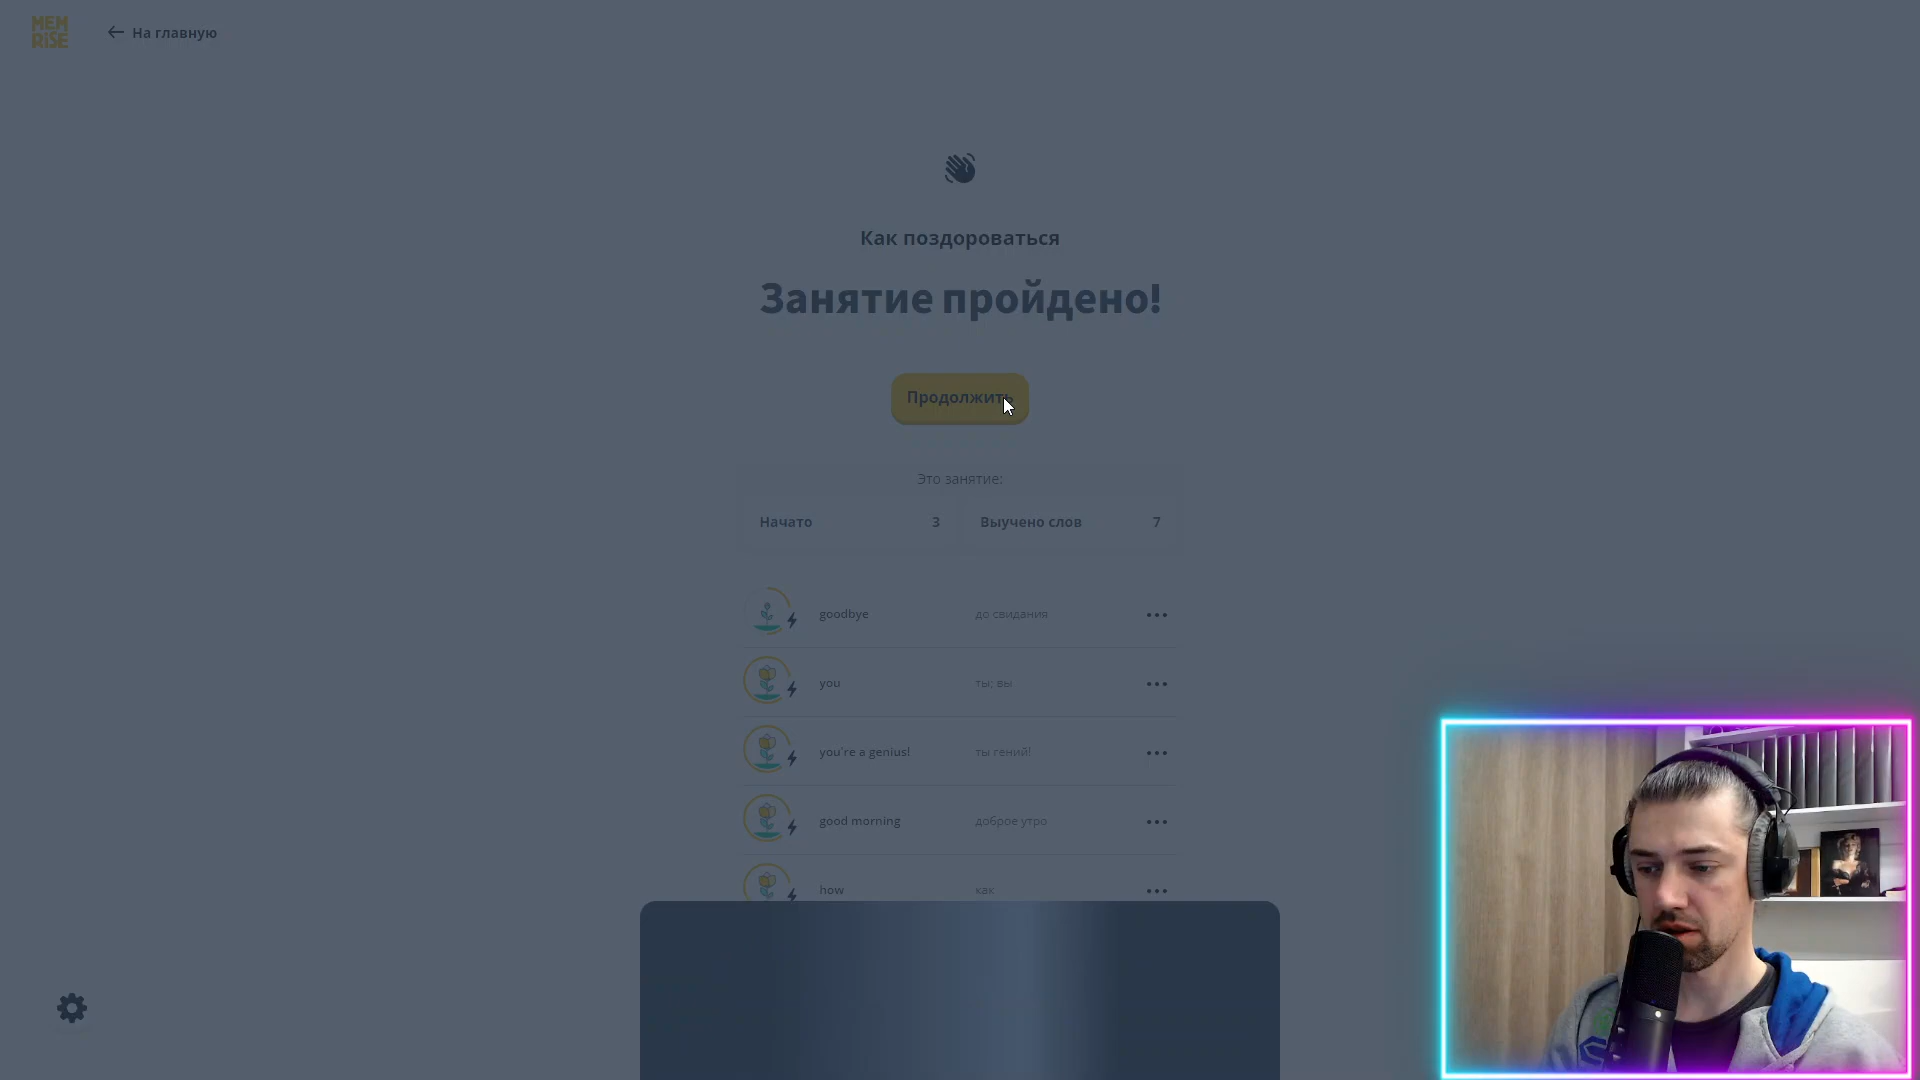 MEM
RiSE
На главную
Как поздороваться
Занятие пройдено!
Продолжить
Это занятие:
Начато 3 Выучено слов 7
goodbye до свидания
you ты; вы
you're a genius! ты гений!
good morning доброе утро
how как